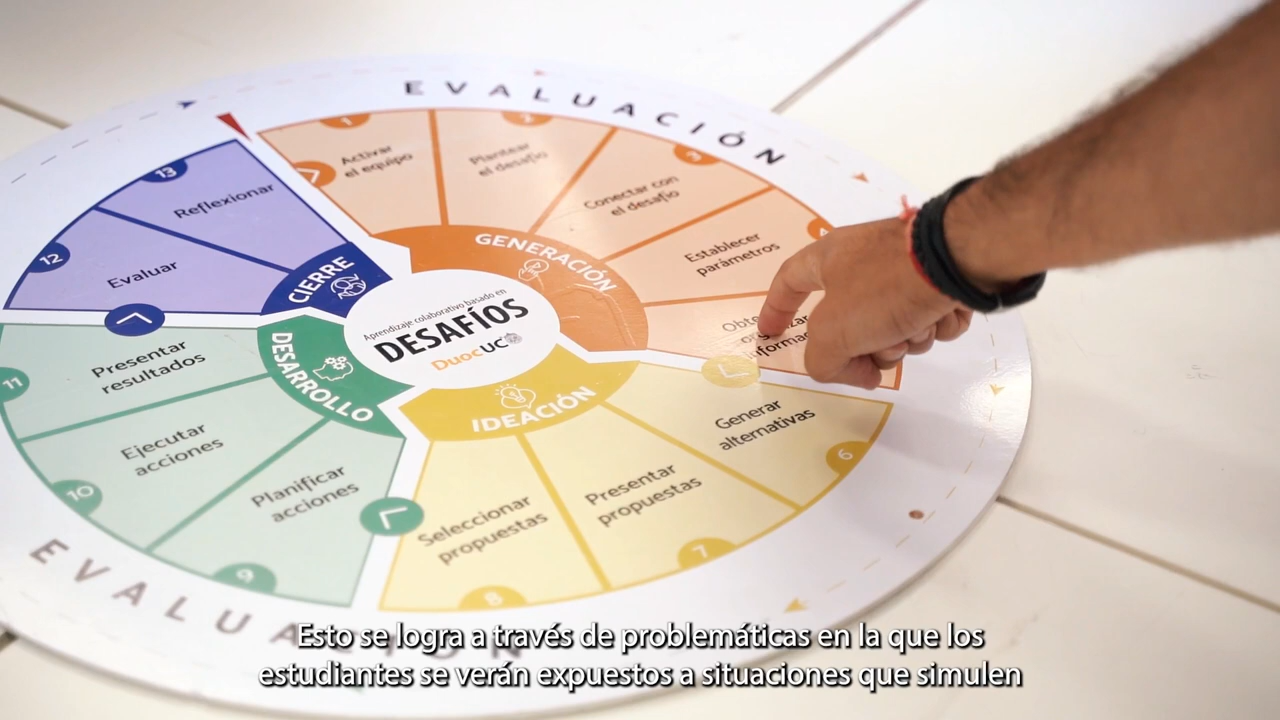 EVALUACIÓN
1
Activar
el equipo
2
Plantear
el desafío
3
Conectar con
el desafío
4
Establecer
parámetros
GENERACIÓN
6
Generar
alternativas
7
Presentar
propuestas
8
Seleccionar
propuestas
IDEACIÓN
9
Planificar
acciones
10
Ejecutar
acciones
11
Presentar
resultados
DESARROLLO
12
Evaluar
13
Reflexionar
CIERRE
Aprendizaje colaborativo basado en
DESAFÍOS
DuocUC
EVALUACIÓN
Esto se logra a través de problemáticas en la que los
estudiantes se verán expuestos a situaciones que simulen